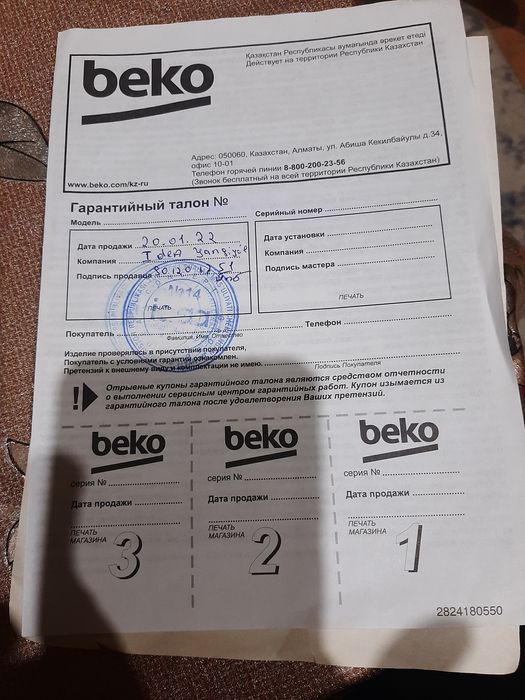 beko
Қазақстан Республикасы аумағында әрекет етеді
Действует на территории Республики Казахстан
Адрес: 050060, Казахстан, Алматы, ул. Абиша Кекилбайулы д.34,
офис 10-01
Телефон горячей линии 8-800-200-23-56
(Звонок бесплатный на всей территории Республики Казахстан)
www.beko.com/kz-ru
Гарантийный талон №
Модель
Серийный номер
Дата продажи 20.01.22
Компания Idea
Подпись продавца
ПЕЧАТЬ
Дата установки
Компания
Подпись мастера
ПЕЧАТЬ
Покупатель
Телефон
Фамилия, Имя, Отчество
Изделие проверялось в присутствии покупателя,
Покупатель с условиями гарантий ознакомлен.
Претензий к внешнему виду и комплектации не имею.
Подпись Покупателя
! Отрывные купоны гарантийного талона являются средством отчетности
о выполнении сервисным центром гарантийных работ. Купон изымается из
гарантийного талона после удовлетворения Ваших претензий.
beko
серия №
Дата продажи
ПЕЧАТЬ
МАГАЗИНА
3
beko
серия №
Дата продажи
ПЕЧАТЬ
МАГАЗИНА
2
beko
серия №
Дата продажи
ПЕЧАТЬ
МАГАЗИНА
1
2824180550